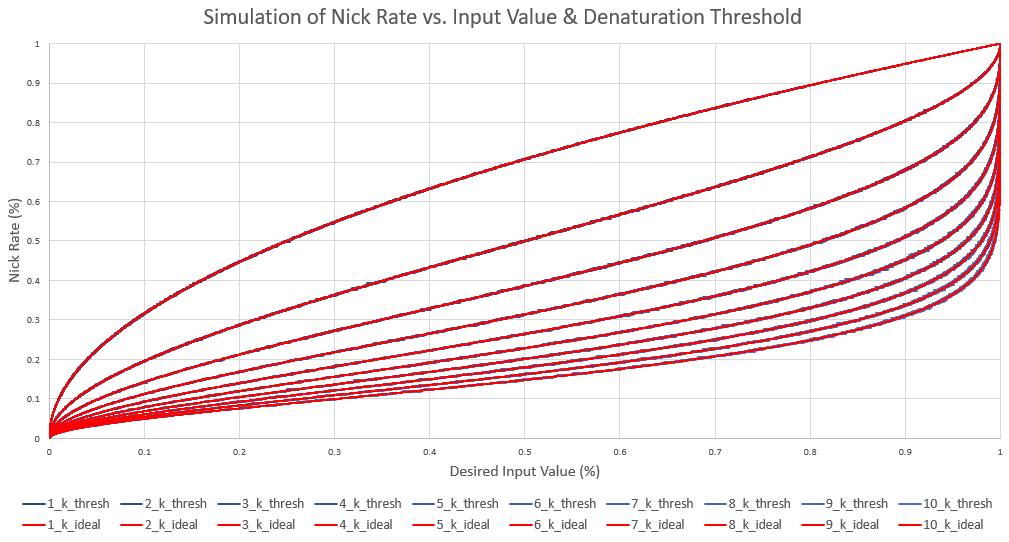 Simulation of Nick Rate vs. Input Value & Denaturation Threshold
1
0.9
0.8
0.7
0.6
0.5
0.4
0.3
0.2
0.1
0
Nick Rate (%)
0 0.1 0.2 0.3 0.4 0.5 0.6 0.7 0.8 0.9 1
Desired Input Value (%)
1_k_thresh 2_k_thresh 3_k_thresh 4_k_thresh 5_k_thresh 6_k_thresh 7_k_thresh 8_k_thresh 9_k_thresh 10_k_thresh
1_k_ideal 2_k_ideal 3_k_ideal 4_k_ideal 5_k_ideal 6_k_ideal 7_k_ideal 8_k_ideal 9_k_ideal 10_k_ideal